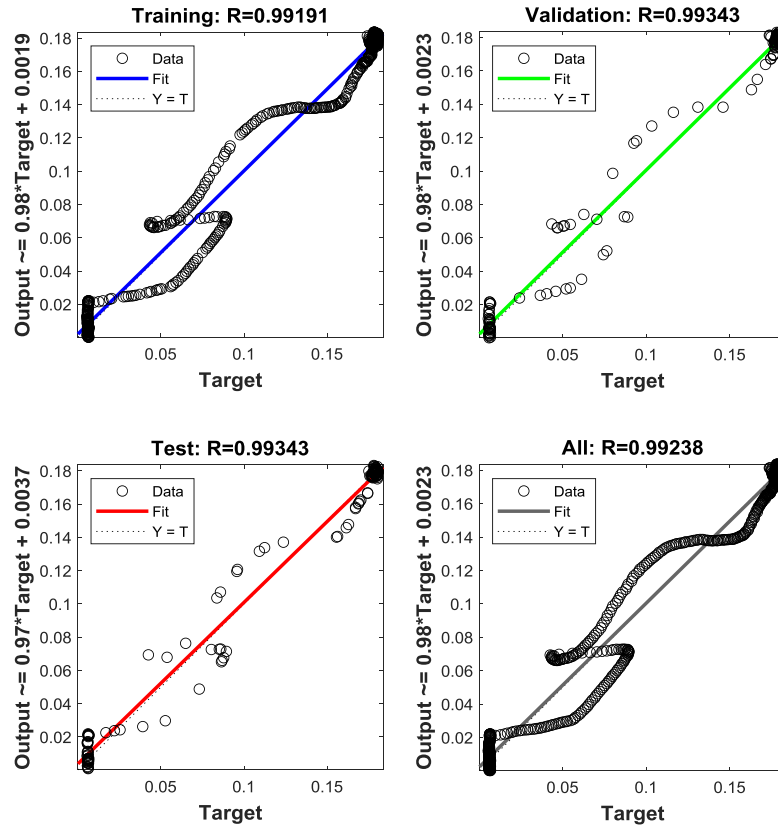 Training: R=0.99191
Output ~= 0.98*Target + 0.0019
0.18
0.16
0.14
0.12
0.1
0.08
0.06
0.04
0.02
Data
Fit
Y = T
0.05
0.1
0.15
Target
Validation: R=0.99343
Output ~= 0.98*Target + 0.0023
0.18
0.16
0.14
0.12
0.1
0.08
0.06
0.04
0.02
Data
Fit
Y = T
0.05
0.1
0.15
Target
Test: R=0.99343
Output ~= 0.97*Target + 0.0037
0.18
0.16
0.14
0.12
0.1
0.08
0.06
0.04
0.02
Data
Fit
Y = T
0.05
0.1
0.15
Target
All: R=0.99238
Output ~= 0.98*Target + 0.0023
0.18
0.16
0.14
0.12
0.1
0.08
0.06
0.04
0.02
Data
Fit
Y = T
0.05
0.1
0.15
Target